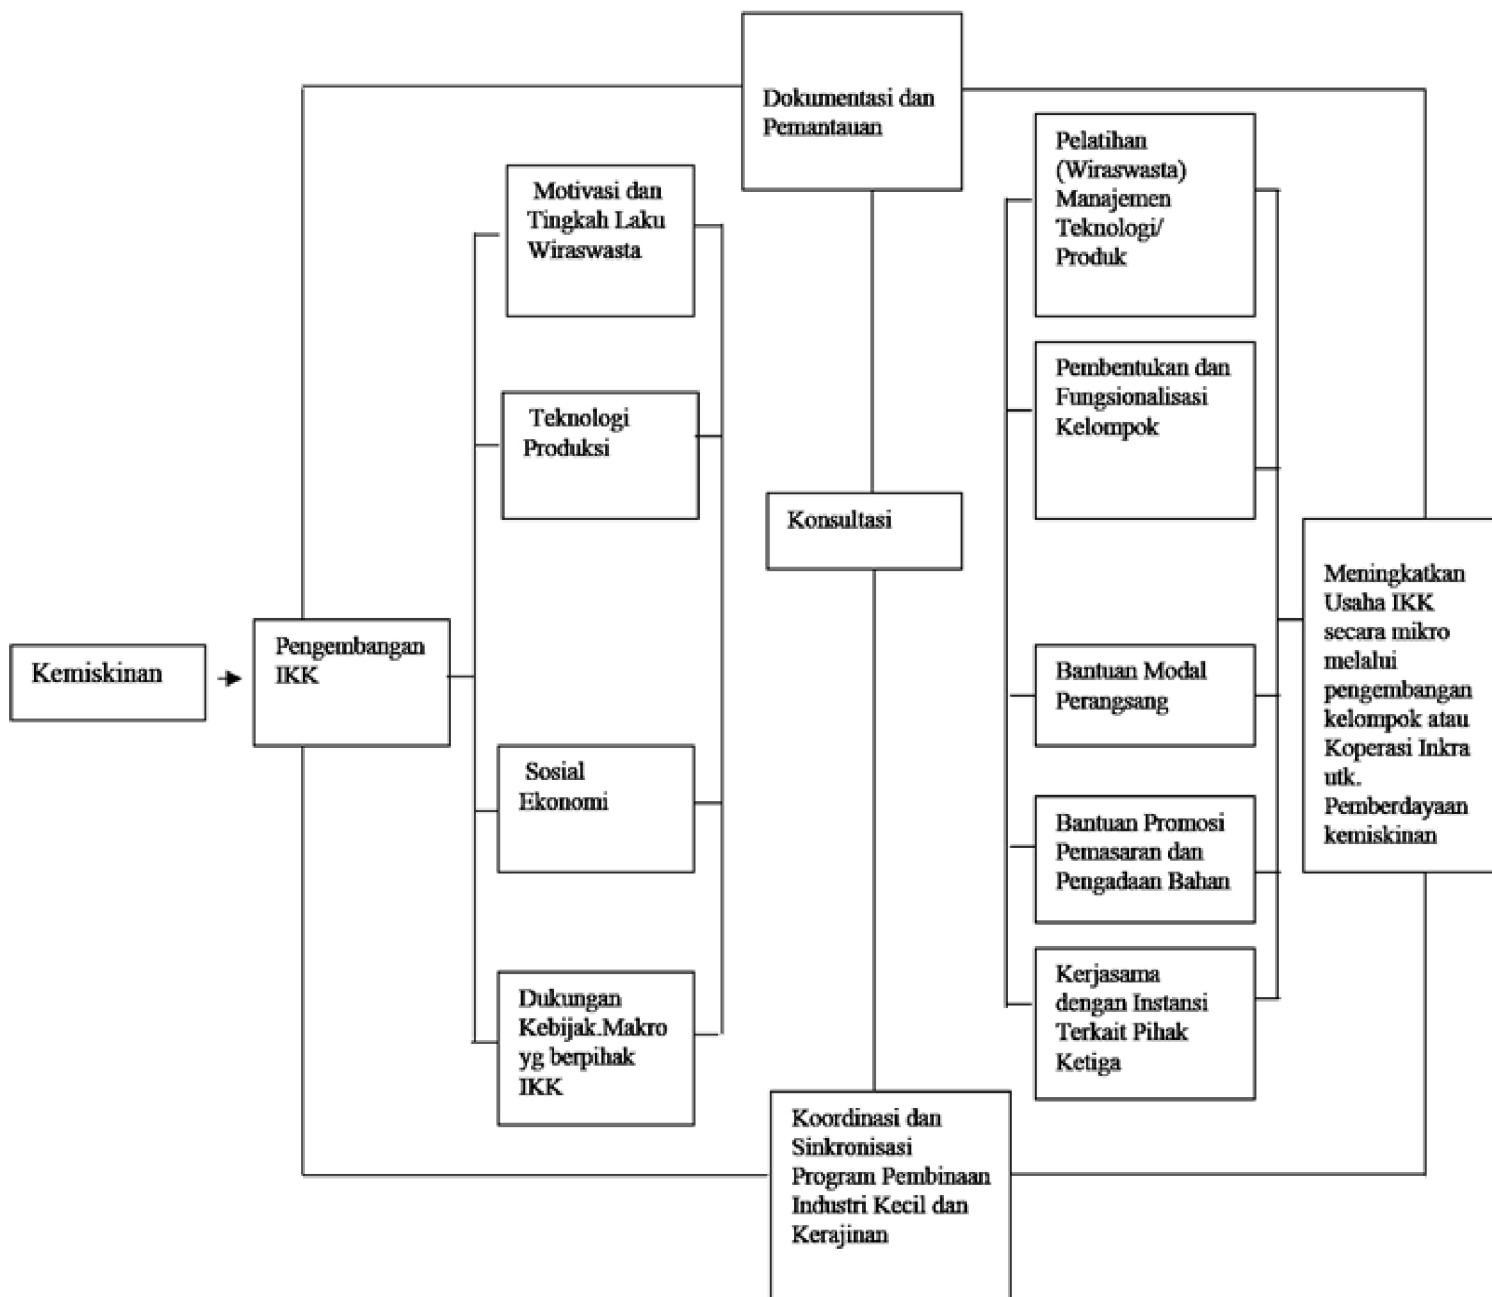 Dokumentasi dan
Pemantauan
Kemiskinan
Pengembangan
IKK
Motivasi dan
Tingkah Laku
Wiraswasta
Teknologi
Produksi
Sosial
Ekonomi
Dukungan
Kebijak.Makro
yg berpihak
IKK
Konsultasi
Koordinasi dan
Sinkronisasi
Program Pembinaan
Industri Kecil dan
Kerajinan
Pelatihan
(Wiraswasta)
Manajemen
Teknologi/
Produk
Pembentukan dan
Fungsionalisasi
Kelompok
Bantuan Modal
Perangsang
Bantuan Promosi
Pemasaran dan
Pengadaan Bahan
Kerjasama
dengan Instansi
Terkait Pihak
Ketiga
Meningkatkan
Usaha IKK
secara mikro
melalui
pengembangan
kelompok atau
Koperasi Inkra
utk.
Pemberdayaan
kemiskinan